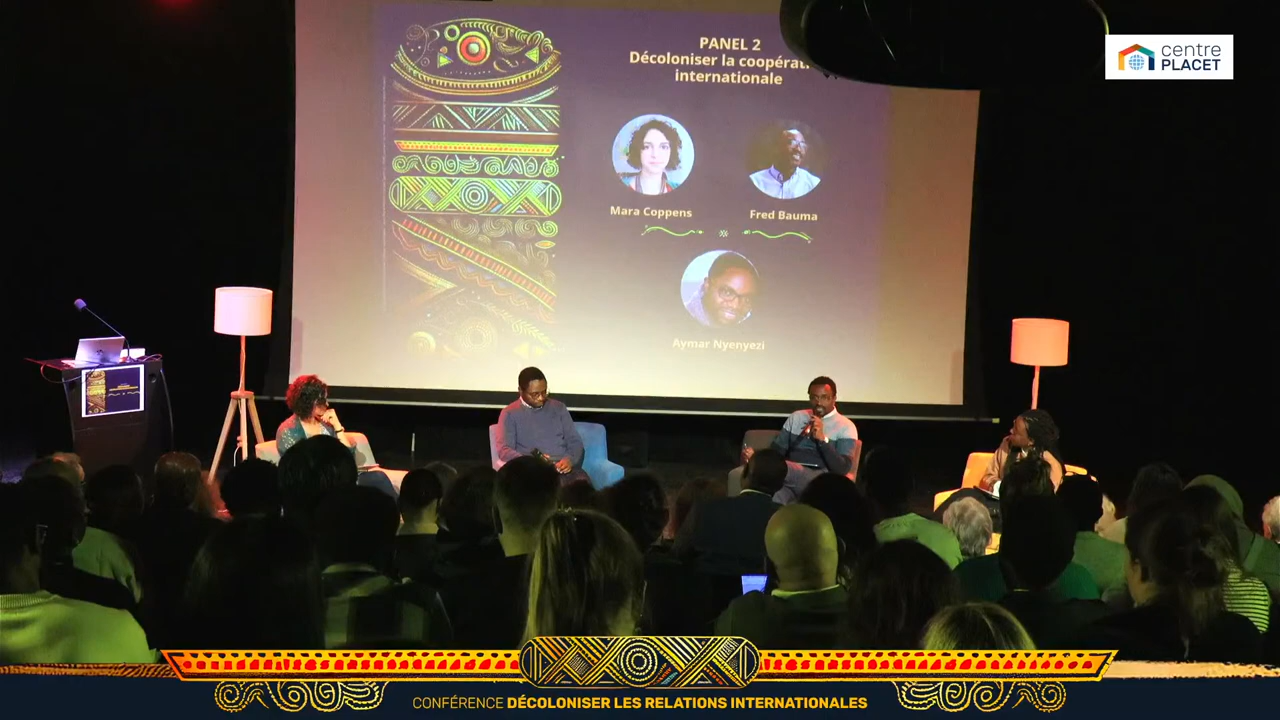 centre
PLACET
PANEL 2
Décoloniser la coopérati
internationale
Mara Coppens
Fred Bauma
Aymar Nyenyezi
CONFÉRENCE DÉCOLONISER LES RELATIONS INTERNATIONALES